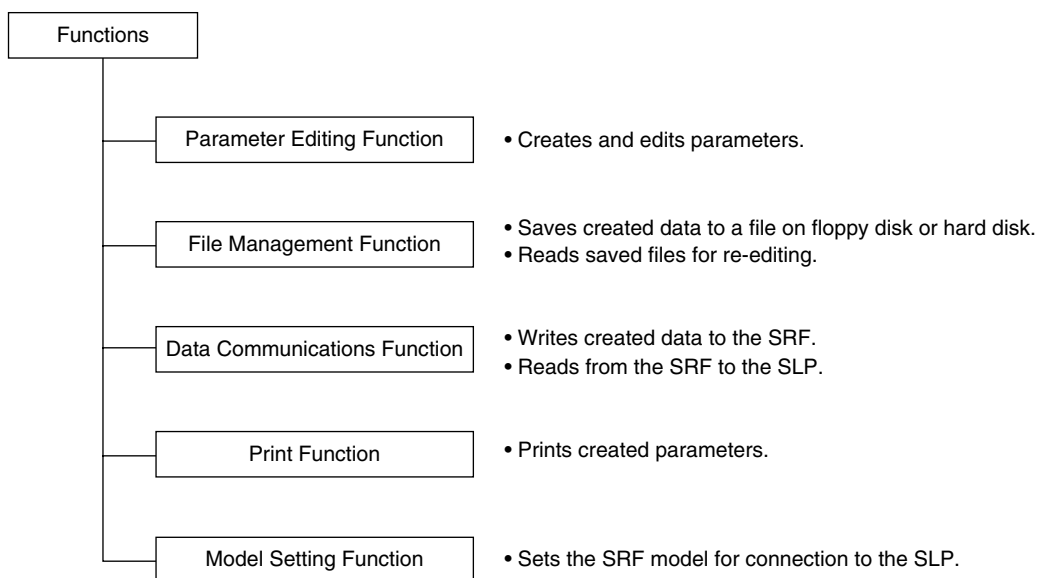 Functions
Parameter Editing Function
• Creates and edits parameters.
File Management Function
• Saves created data to a file on floppy disk or hard disk.
• Reads saved files for re-editing.
Data Communications Function
• Writes created data to the SRF.
• Reads from the SRF to the SLP.
Print Function
• Prints created parameters.
Model Setting Function
• Sets the SRF model for connection to the SLP.